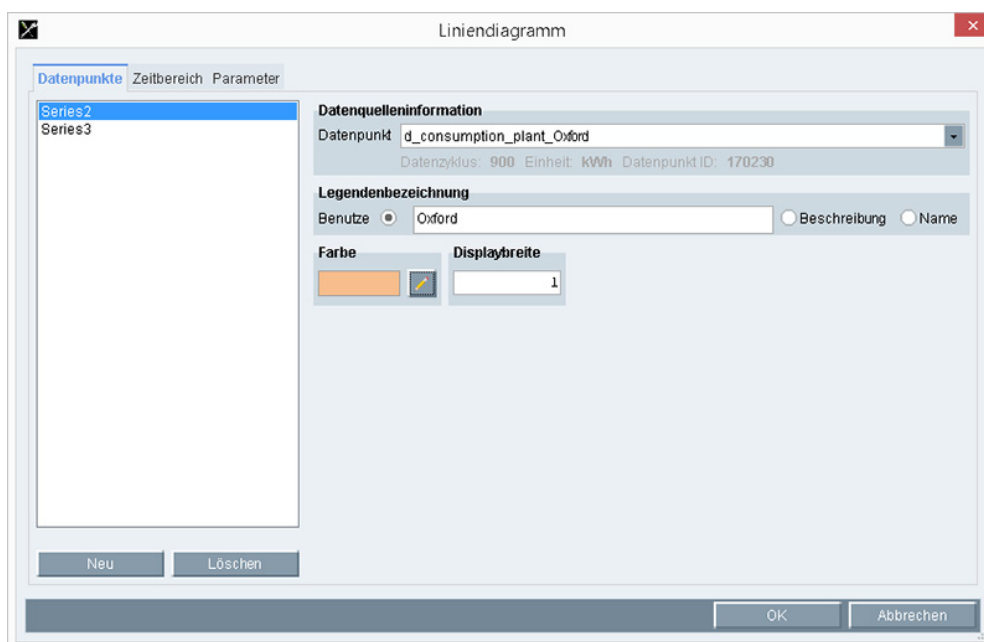 Liniendiagramm
Datenpunkte Zeitbereich Parameter
Series2
Series3
Datenquelleninformation
Datenpunkt d_consumption_plant_Oxford
Datenzyklus: 900 Einheit: kWh Datenpunkt ID: 170230
Legendenbezeichnung
Benutze Oxford Beschreibung Name
Farbe Displaybreite
1
Neu Löschen
OK Abbrechen